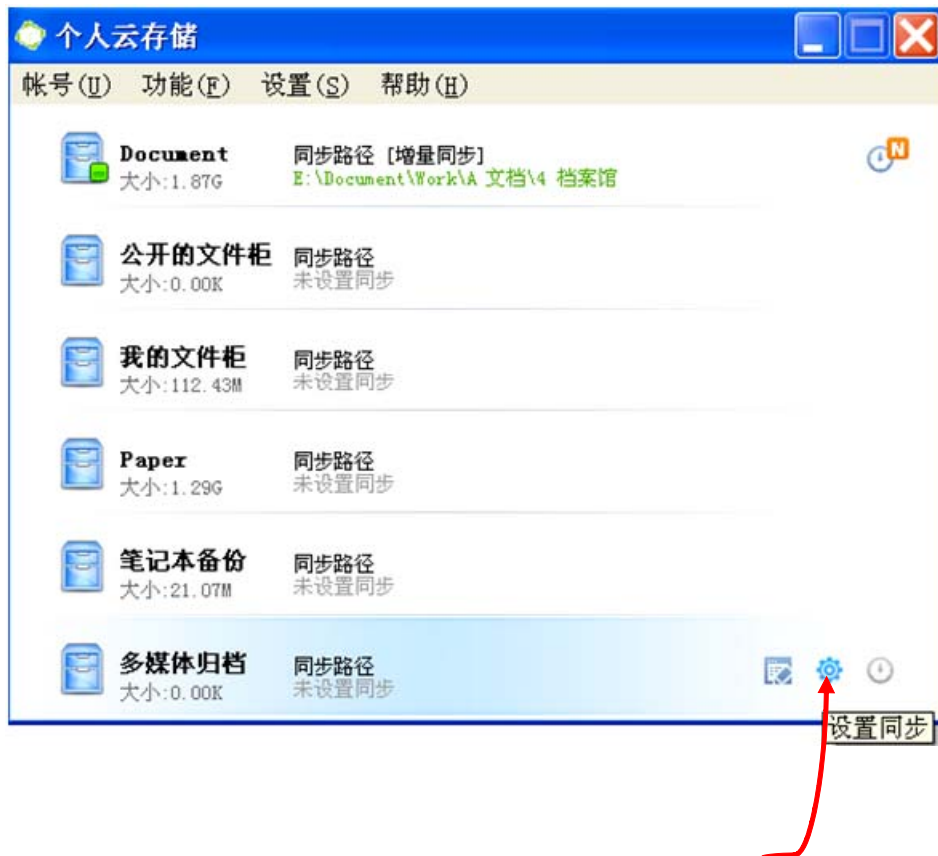 个人云存储
帐号(U) 功能(F) 设置(S) 帮助(H)
Document 同步路径 [增量同步]
大小:1.87G E:\Document\Work\A 文档\4 档案馆
N
公开的文件柜 同步路径
大小:0.00K 未设置同步
我的文件柜 同步路径
大小:112.43M 未设置同步
Paper 同步路径
大小:1.29G 未设置同步
笔记本备份 同步路径
大小:21.07M 未设置同步
多媒体归档 同步路径
大小:0.00K 未设置同步
设置同步